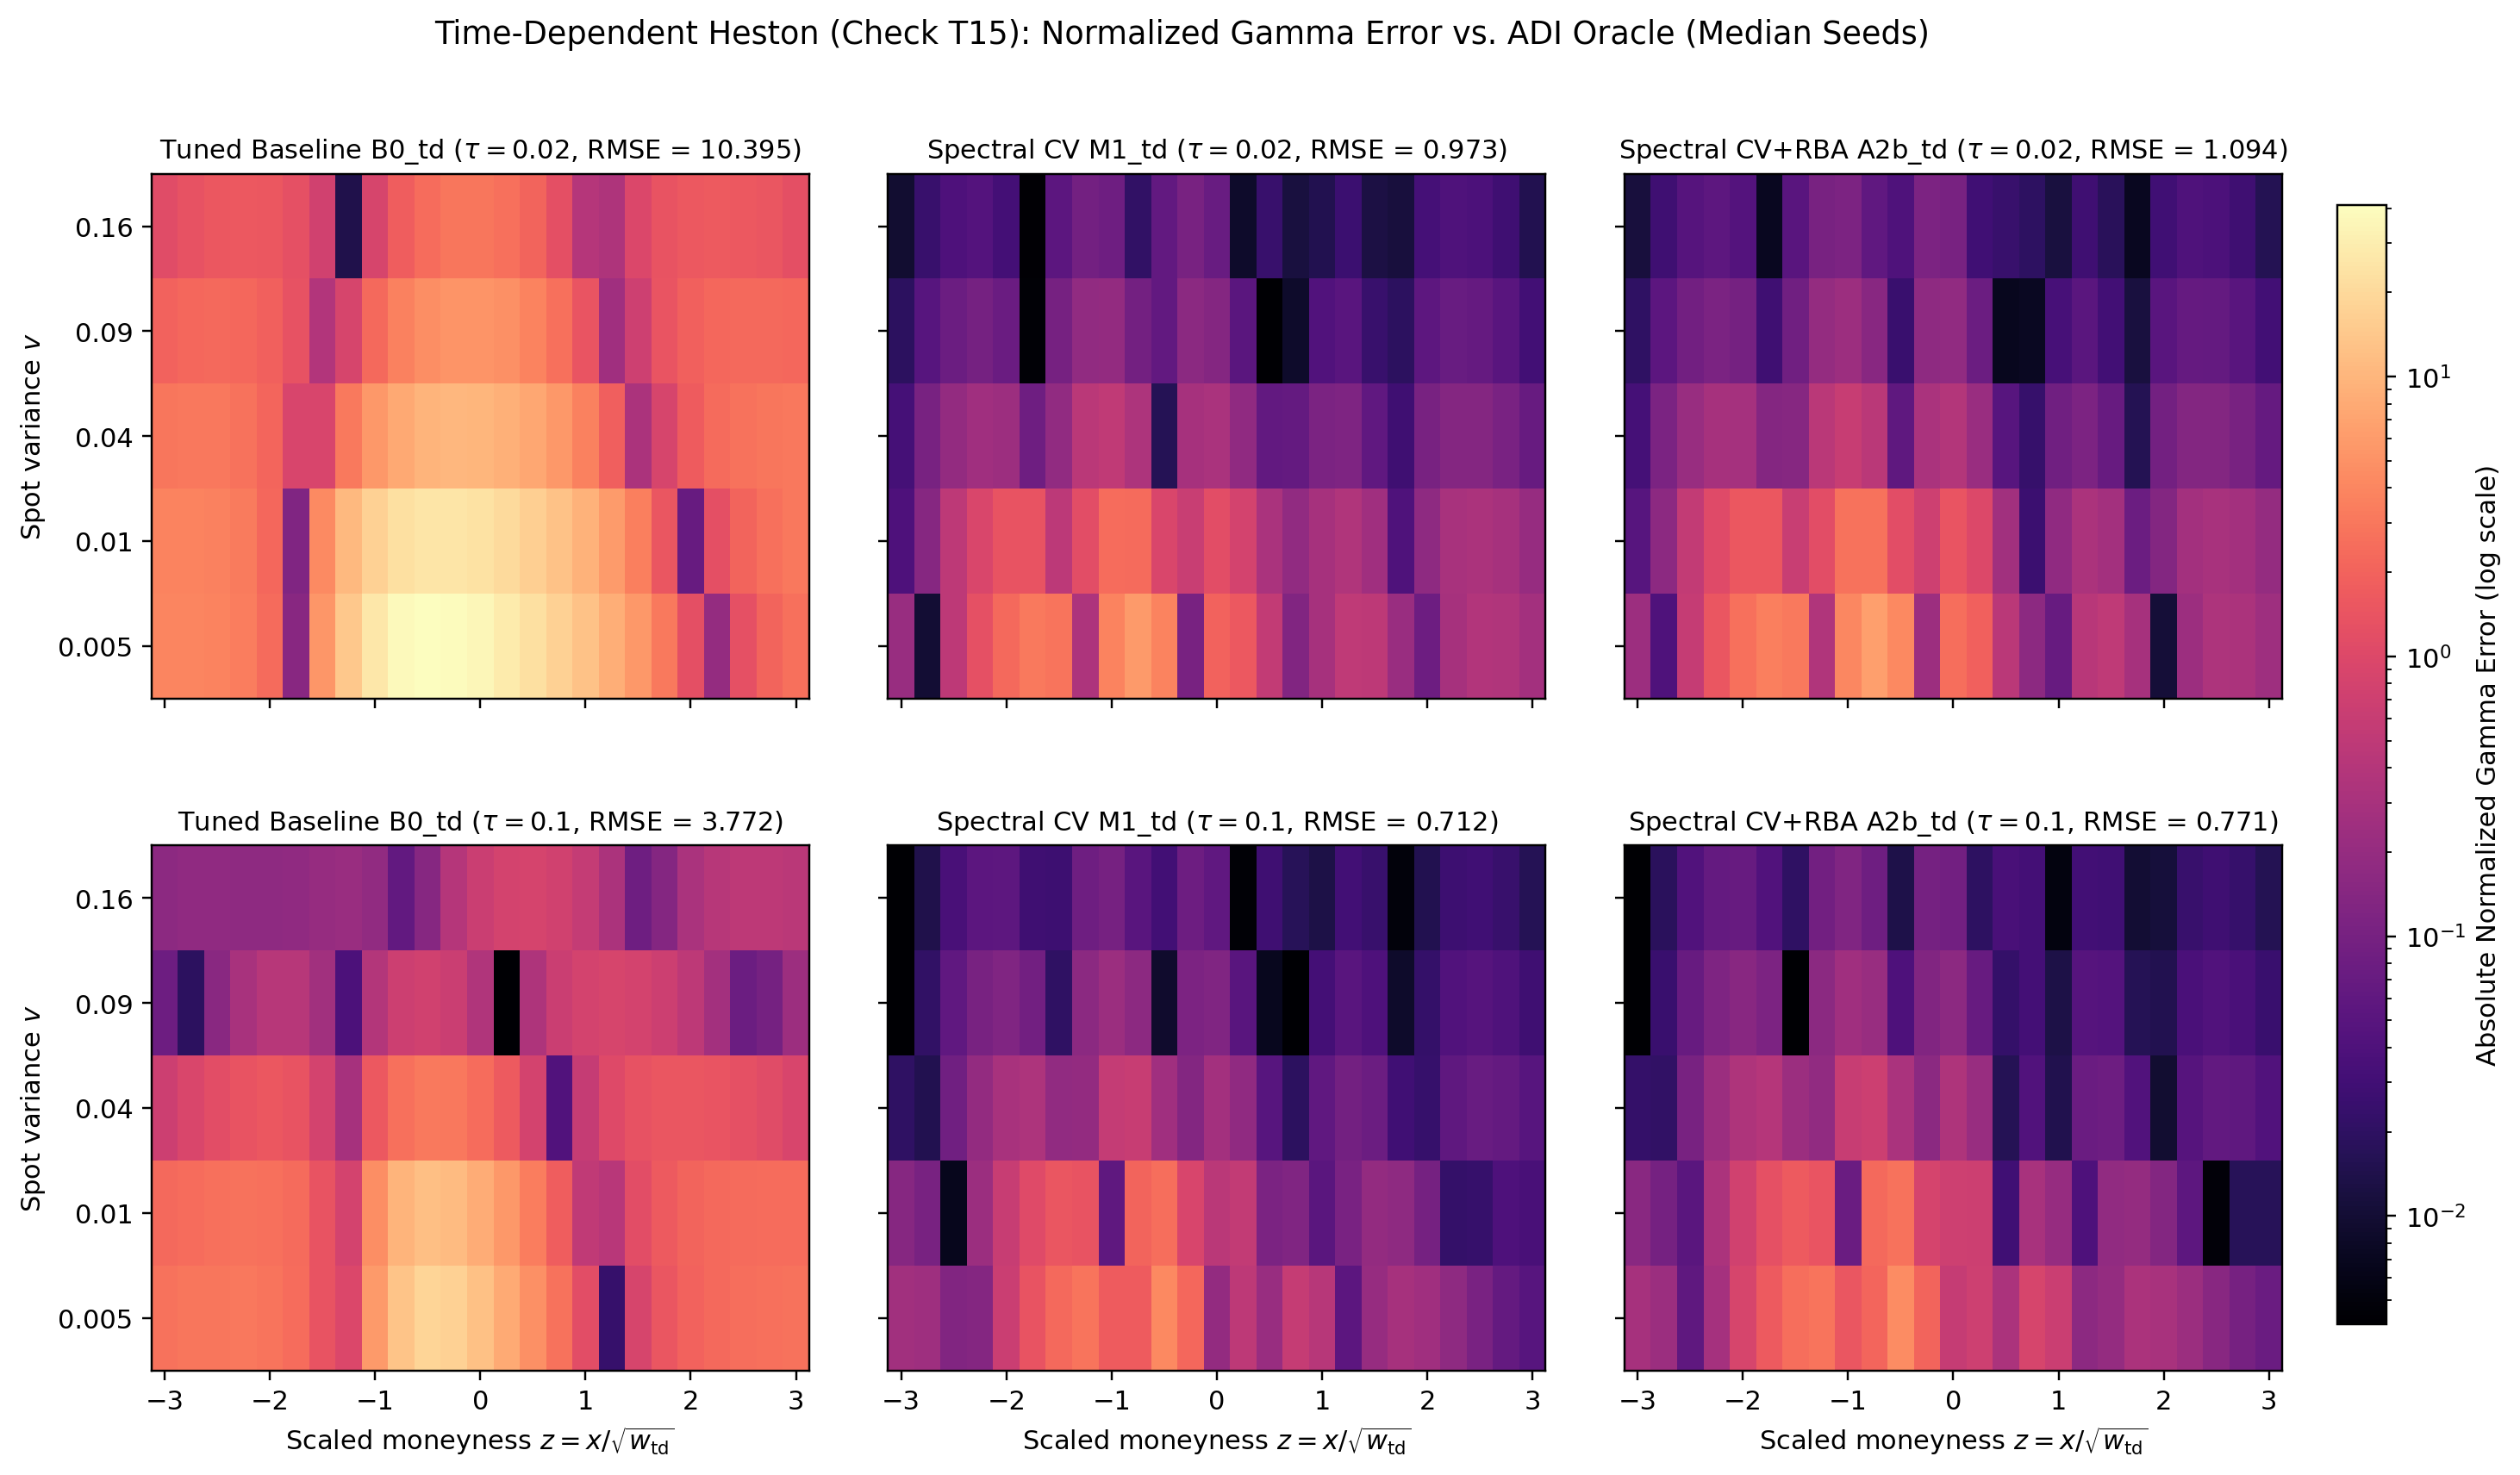 Time-Dependent Heston (Check T15): Normalized Gamma Error vs. ADI Oracle (Median Seeds)
Tuned Baseline B0_td (τ = 0.02, RMSE = 10.395)
Spectral CV M1_td (τ = 0.02, RMSE = 0.973)
Spectral CV+RBA A2b_td (τ = 0.02, RMSE = 1.094)
Spot variance v
0.16
0.09
0.04
0.01
0.005
Tuned Baseline B0_td (τ = 0.1, RMSE = 3.772)
Spectral CV M1_td (τ = 0.1, RMSE = 0.712)
Spectral CV+RBA A2b_td (τ = 0.1, RMSE = 0.771)
Spot variance v
0.16
0.09
0.04
0.01
0.005
−3 −2 −1 0 1 2 3
−3 −2 −1 0 1 2 3
−3 −2 −1 0 1 2 3
Scaled moneyness z = x/√w_td
Scaled moneyness z = x/√w_td
Scaled moneyness z = x/√w_td
10¹
10⁰
10⁻¹
10⁻²
Absolute Normalized Gamma Error (log scale)